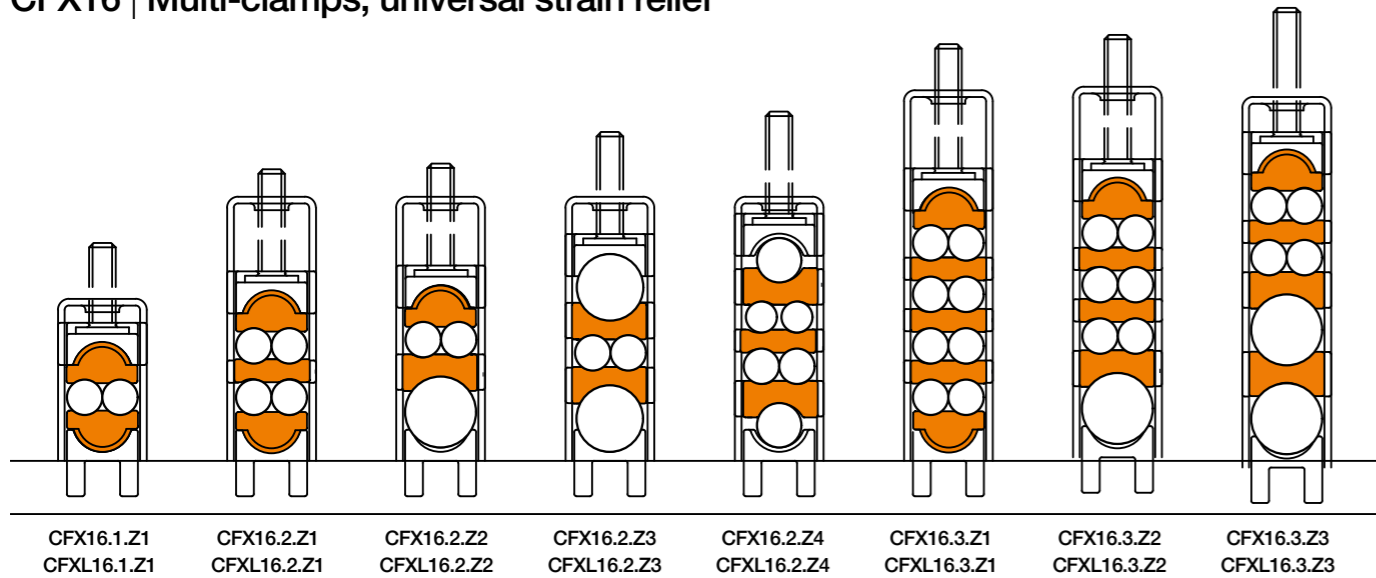 CFX16 | Multi-clamps, universal strain relief
CFX16.1.Z1 CFX16.2.Z1 CFX16.2.Z2 CFX16.2.Z3 CFX16.2.Z4 CFX16.3.Z1 CFX16.3.Z2 CFX16.3.Z3
CFXL16.1.Z1 CFXL16.2.Z1 CFXL16.2.Z2 CFXL16.2.Z3 CFXL16.2.Z4 CFXL16.3.Z1 CFXL16.3.Z2 CFXL16.3.Z3